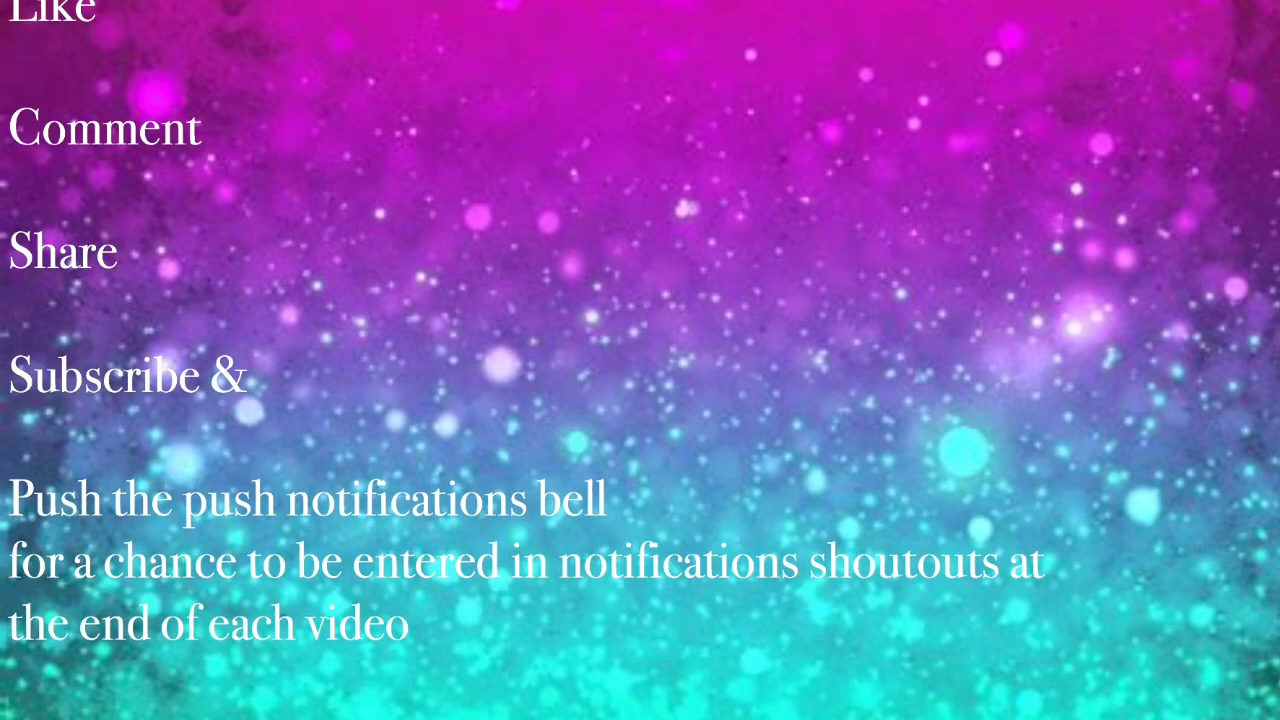 Like
Comment
Share
Subscribe &
Push the push notifications bell
for a chance to be entered in notifications shoutouts at
the end of each video